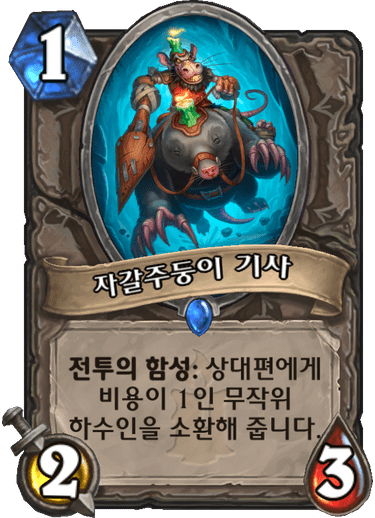 1
자갈주둥이 기사
전투의 함성: 상대편에게
비용이 1인 무작위
하수인을 소환해 줍니다.
2
3